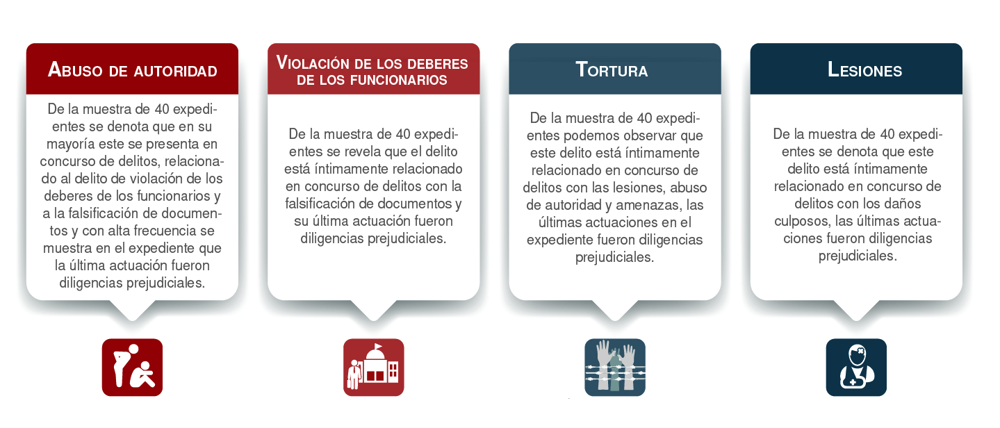 ABUSO DE AUTORIDAD
De la muestra de 40 expedi-
entes se denota que en su
mayoría este se presenta en
concurso de delitos, relaciona-
do al delito de violación de los
deberes de los funcionarios y
a la falsificación de documen-
tos y con alta frecuencia se
muestra en el expediente que
la última actuación fueron
diligencias prejudiciales.
VIOLACIÓN DE LOS DEBERES
DE LOS FUNCIONARIOS
De la muestra de 40 expedi-
entes se revela que el delito
está íntimamente relacionado
en concurso de delitos con la
falsificación de documentos y
su última actuación fueron
diligencias prejudiciales.
TORTURA
De la muestra de 40 expedi-
entes podemos observar que
este delito está íntimamente
relacionado en concurso de
delitos con las lesiones, abuso
de autoridad y amenazas, las
últimas actuaciones en el
expediente fueron diligencias
prejudiciales.
LESIONES
De la muestra de 40 expedi-
entes se denota que este
delito está íntimamente
relacionado en concurso de
delitos con los daños
culposos, las últimas actua-
ciones fueron diligencias
prejudiciales.